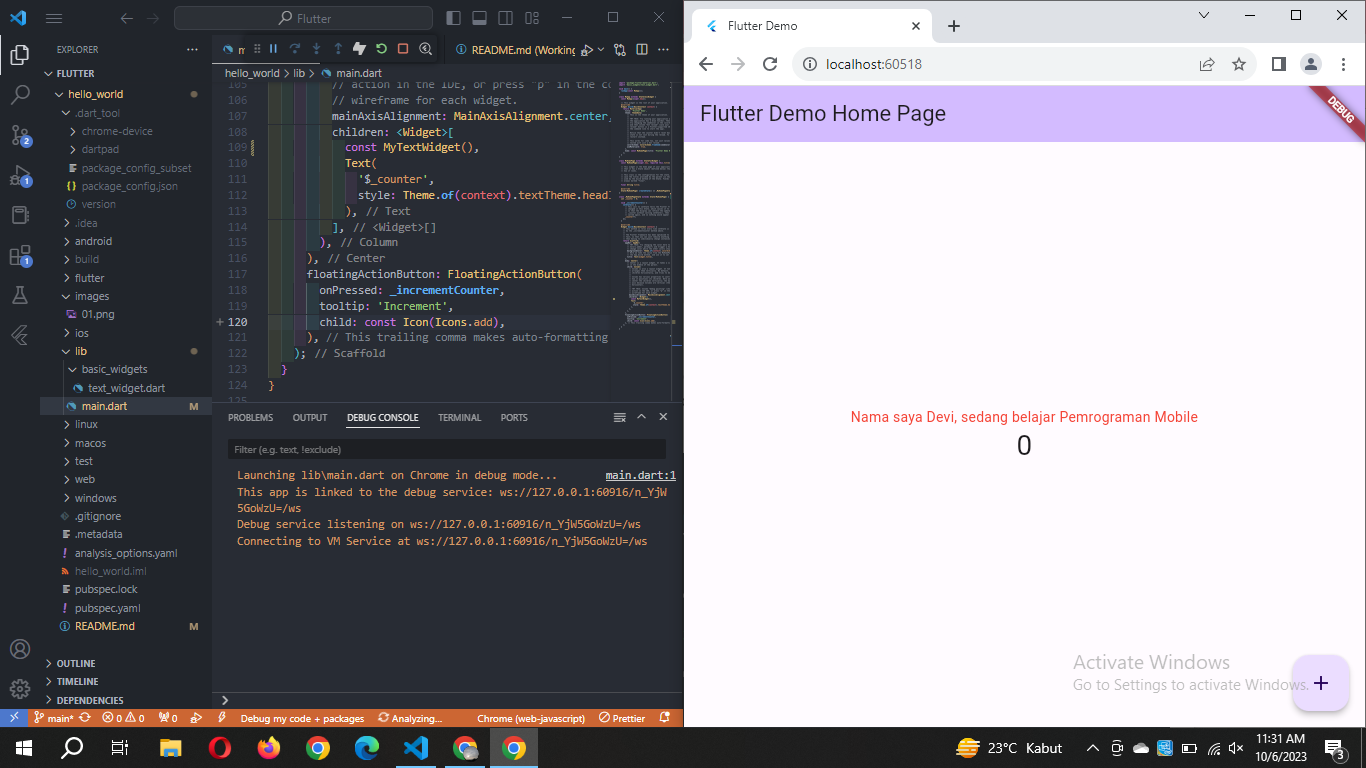 Flutter
EXPLORER
FLUTTER
hello_world
.dart_tool
chrome-device
dartpad
package_config_subset
package_config.json
version
.idea
android
build
flutter
images
01.png
ios
lib
basic_widgets
text_widget.dart
main.dart M
linux
macos
test
web
windows
.gitignore
.metadata
analysis_options.yaml
hello_world.iml
pubspec.lock
pubspec.yaml
README.md M
OUTLINE
TIMELINE
DEPENDENCIES
2
1
1
README.md (Working
hello_world > lib > main.dart
105 // action in the IDE, or press "p" in the co
106 // wireframe for each widget.
107 mainAxisAlignment: MainAxisAlignment.center,
108 children: <Widget>[
109 const MyTextWidget(),
110 Text(
111 '$_counter',
112 style: Theme.of(context).textTheme.headl
113 ), // Text
114 ], // <Widget>[]
115 ), // Column
116 ), // Center
117 floatingActionButton: FloatingActionButton(
118 onPressed: _incrementCounter,
119 tooltip: 'Increment',
120 child: const Icon(Icons.add),
121 ), // This trailing comma makes auto-formatting
122 ); // Scaffold
123 }
124 }
125
PROBLEMS OUTPUT DEBUG CONSOLE TERMINAL PORTS
Filter (e.g. text, !exclude)
Launching lib\main.dart on Chrome in debug mode... main.dart:1
This app is linked to the debug service: ws://127.0.0.1:60916/n_YjW
5GoWzU=/ws
Debug service listening on ws://127.0.0.1:60916/n_YjW5GoWzU=/ws
Connecting to VM Service at ws://127.0.0.1:60916/n_YjW5GoWzU=/ws
main* 0 0 0 Debug my code + packages Analyzing... Chrome (web-javascript) Prettier
Flutter Demo
localhost:60518
Flutter Demo Home Page
DEBUG
Nama saya Devi, sedang belajar Pemrograman Mobile
0
Activate Windows
Go to Settings to activate Windows.
23°C Kabut
11:31 AM
10/6/2023
3